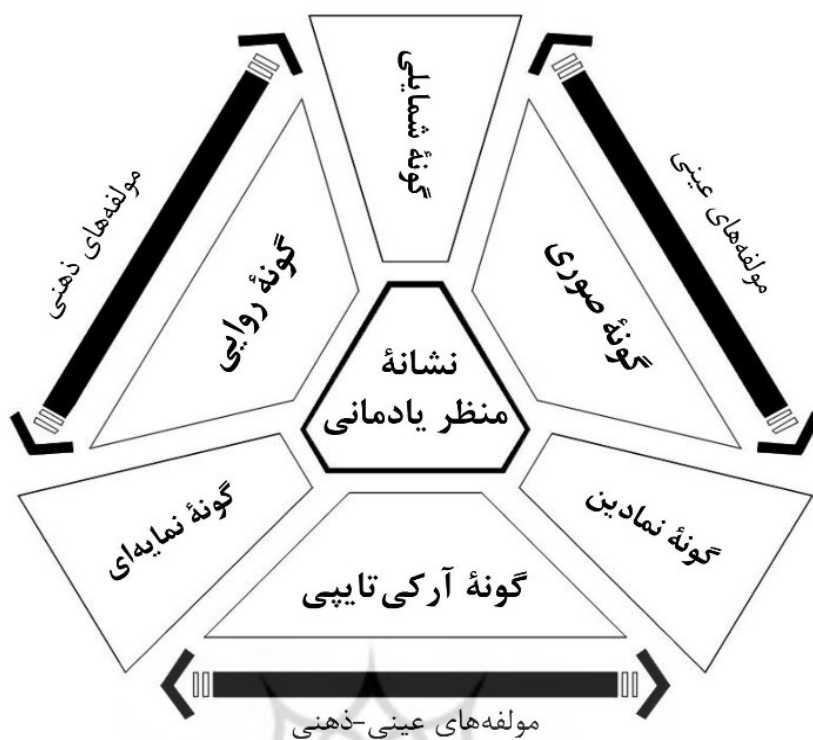 گونهٔ شمایلی
مولفه‌های عینی
گونهٔ صوری
مولفه‌های ذهنی
گونهٔ روایی
نشانهٔ
منظر یادمانی
گونهٔ نمادین
گونهٔ نمایه‌ای
گونهٔ آرکی‌تایپی
مولفه‌های عینی-ذهنی